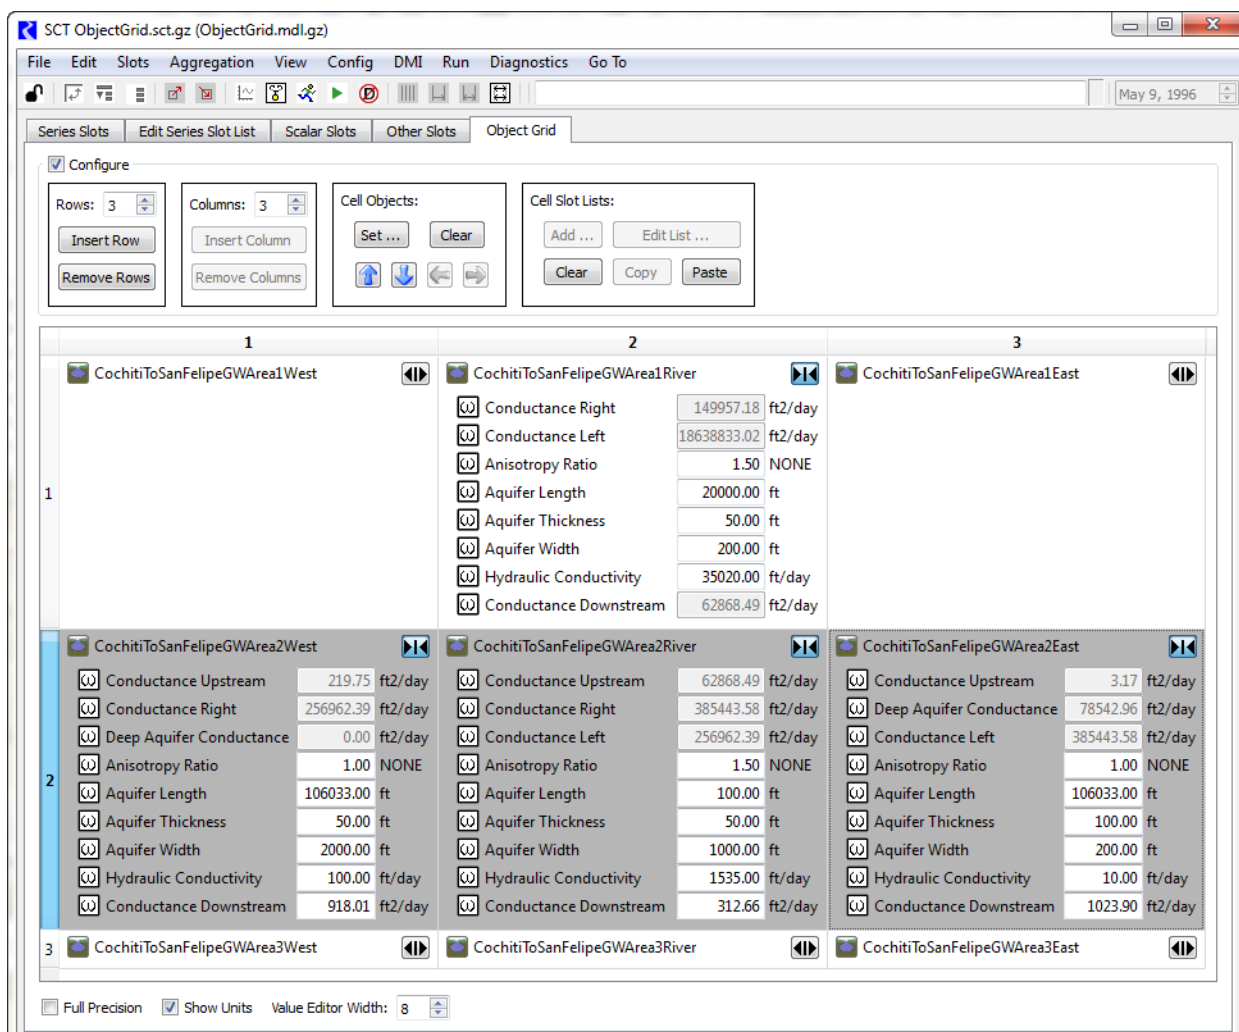 SCT ObjectGrid.sct.gz (ObjectGrid.mdl.gz)
File Edit Slots Aggregation View Config DMI Run Diagnostics Go To
May 9, 1996
Series Slots Edit Series Slot List Scalar Slots Other Slots Object Grid
Configure
Rows: 3 Columns: 3 Cell Objects: Cell Slot Lists:
Insert Row Insert Column Set ... Clear Add ... Edit List ...
Remove Rows Remove Columns Clear Copy Paste
1 2 3
CochitiToSanFelipeGWArea1West CochitiToSanFelipeGWArea1River CochitiToSanFelipeGWArea1East
Conductance Right 149957.18 ft2/day
Conductance Left 18638833.02 ft2/day
Anisotropy Ratio 1.50 NONE
1 Aquifer Length 20000.00 ft
Aquifer Thickness 50.00 ft
Aquifer Width 200.00 ft
Hydraulic Conductivity 35020.00 ft/day
Conductance Downstream 62868.49 ft2/day
CochitiToSanFelipeGWArea2West CochitiToSanFelipeGWArea2River CochitiToSanFelipeGWArea2East
Conductance Upstream 219.75 ft2/day Conductance Upstream 62868.49 ft2/day Conductance Upstream 3.17 ft2/day
Conductance Right 256962.39 ft2/day Conductance Right 385443.58 ft2/day Deep Aquifer Conductance 78542.96 ft2/day
Deep Aquifer Conductance 0.00 ft2/day Conductance Left 256962.39 ft2/day Conductance Left 385443.58 ft2/day
Anisotropy Ratio 1.00 NONE Anisotropy Ratio 1.50 NONE Anisotropy Ratio 1.00 NONE
2 Aquifer Length 106033.00 ft Aquifer Length 100.00 ft Aquifer Length 106033.00 ft
Aquifer Thickness 50.00 ft Aquifer Thickness 50.00 ft Aquifer Thickness 100.00 ft
Aquifer Width 2000.00 ft Aquifer Width 1000.00 ft Aquifer Width 200.00 ft
Hydraulic Conductivity 100.00 ft/day Hydraulic Conductivity 1535.00 ft/day Hydraulic Conductivity 10.00 ft/day
Conductance Downstream 918.01 ft2/day Conductance Downstream 312.66 ft2/day Conductance Downstream 1023.90 ft2/day
3 CochitiToSanFelipeGWArea3West CochitiToSanFelipeGWArea3River CochitiToSanFelipeGWArea3East
Full Precision Show Units Value Editor Width: 8